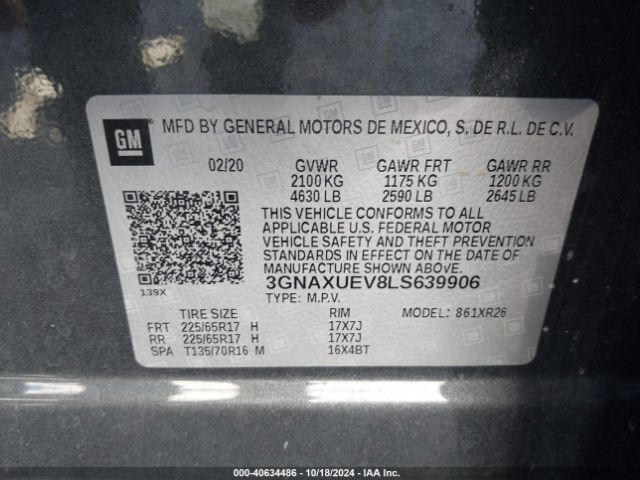 GM MFD BY GENERAL MOTORS DE MEXICO, S. DE R.L. DE C.V.
02/20 GVWR GAWR FRT GAWR RR
2100 KG 1175 KG 1200 KG
4630 LB 2590 LB 2645 LB
THIS VEHICLE CONFORMS TO ALL
APPLICABLE U.S. FEDERAL MOTOR
VEHICLE SAFETY AND THEFT PREVENTION
STANDARDS IN EFFECT ON THE DATE OF
MANUFACTURE SHOWN ABOVE.
139X
3GNAXUEV8LS639906
TYPE: M.P.V. MODEL: 861XR26
TIRE SIZE RIM
FRT 225/65R17 H 17X7J
RR 225/65R17 H 17X7J
SPA T135/70R16 M 16X4BT
000-40634486 - 10/18/2024 - IAA Inc.